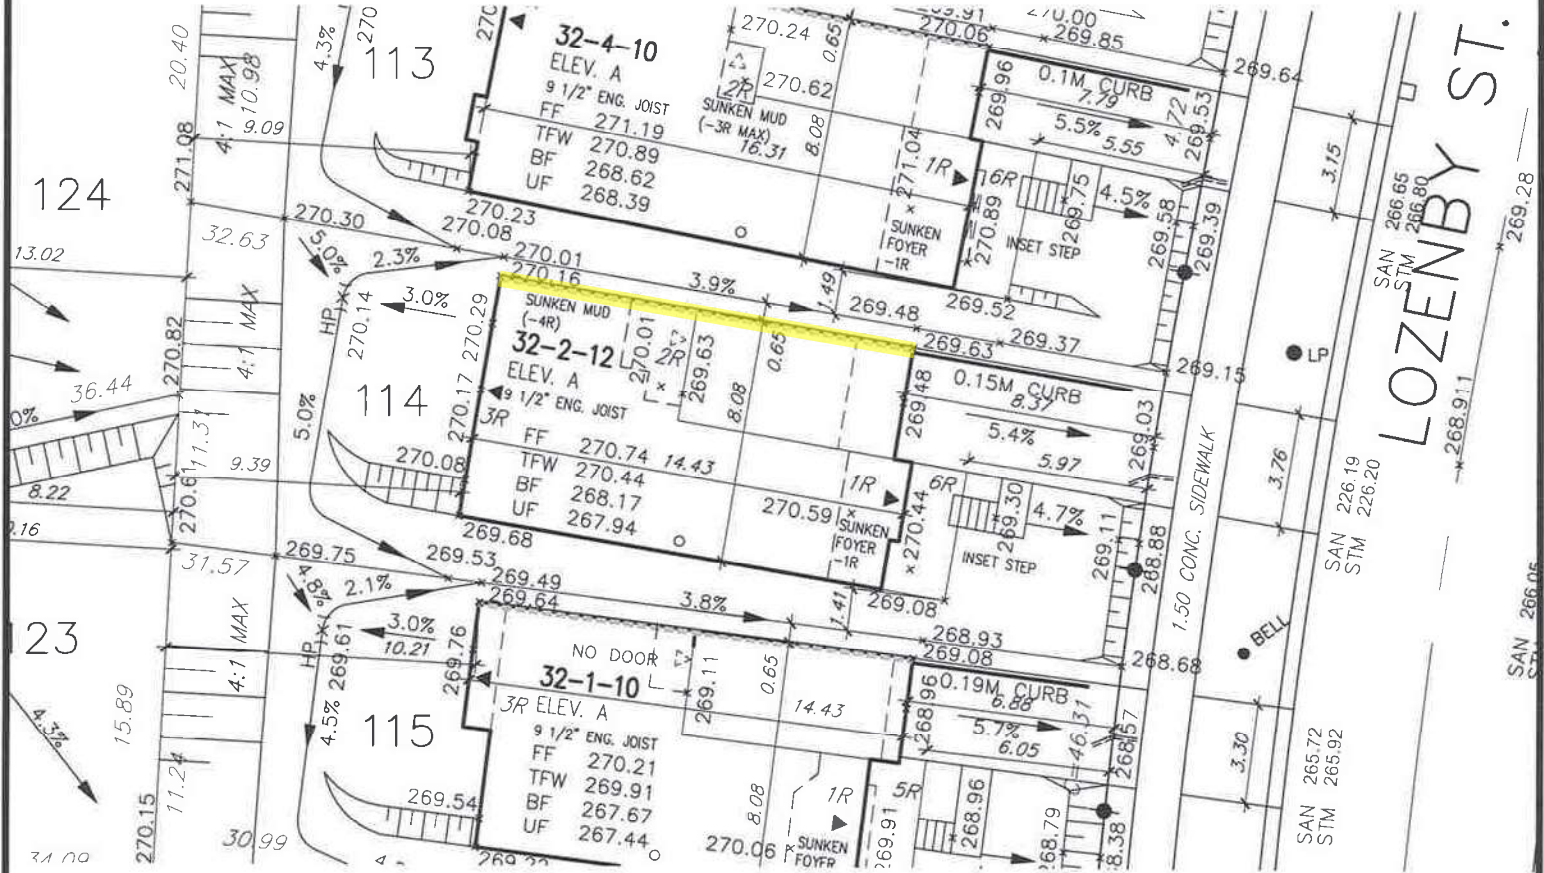 113
32-4-10
ELEV. A
9 1/2" ENG. JOIST
FF 271.19
TFW 270.89
BF 268.62
UF 268.39
SUNKEN MUD
(-3R MAX)
16.31
270.24
0.65
2R
270.62
8.08
270.06
270.00
269.85
269.64
269.96
0.1M CURB
7.79
5.5%
5.55
4.72
269.53
271.04
1R
6R
270.89
SUNKEN
FOYER
-1R
INSET STEP
269.75
4.5%
269.58
269.39
3.15
SAN 266.65
STM 266.80
LOZENBY ST.
269.28
268.911
20.40
4:1 MAX
10.98
4.3%
9.09
271.08
124
32.63
13.02
270.30
270.23
270.08
270.01
270.16
5.0%
2.3%
3.0%
HP
270.14
270.29
3.9%
1.49
269.52
269.48
269.37
269.63
269.15
LP
SUNKEN MUD
(-4R)
32-2-12
ELEV. A
9 1/2" ENG. JOIST
3R
FF 270.74
TFW 270.44
BF 268.17
UF 267.94
14.43
270.01
2R
269.63
0.65
8.08
114
270.17
270.08
5.0%
4:1 MAX
270.82
36.44
0%
11.31
9.39
8.22
270.61
31.57
269.48
0.15M CURB
8.37
5.4%
5.97
269.03
1R
6R
270.59
SUNKEN
FOYER
-1R
270.44
269.30
4.7%
INSET STEP
269.11
268.88
1.50 CONC. SIDEWALK
3.76
SAN 226.19
STM 226.20
BELL
269.68
269.75
269.53
269.49
269.64
4.8%
2.1%
3.0%
10.21
HP
269.61
269.76
3.8%
1.41
269.08
268.93
269.08
268.68
123
4:1 MAX
15.89
4.3%
4.5%
11.24
270.15
30.99
34.09
115
NO DOOR
32-1-10
3R ELEV. A
9 1/2" ENG. JOIST
FF 270.21
TFW 269.91
BF 267.67
UF 267.44
269.11
0.65
14.43
8.08
269.54
270.06
1R
5R
SUNKEN
FOYER
269.91
268.96
0.19M CURB
6.88
5.7%
6.05
46.31
268.57
268.96
268.79
3.30
SAN 265.72
STM 265.92